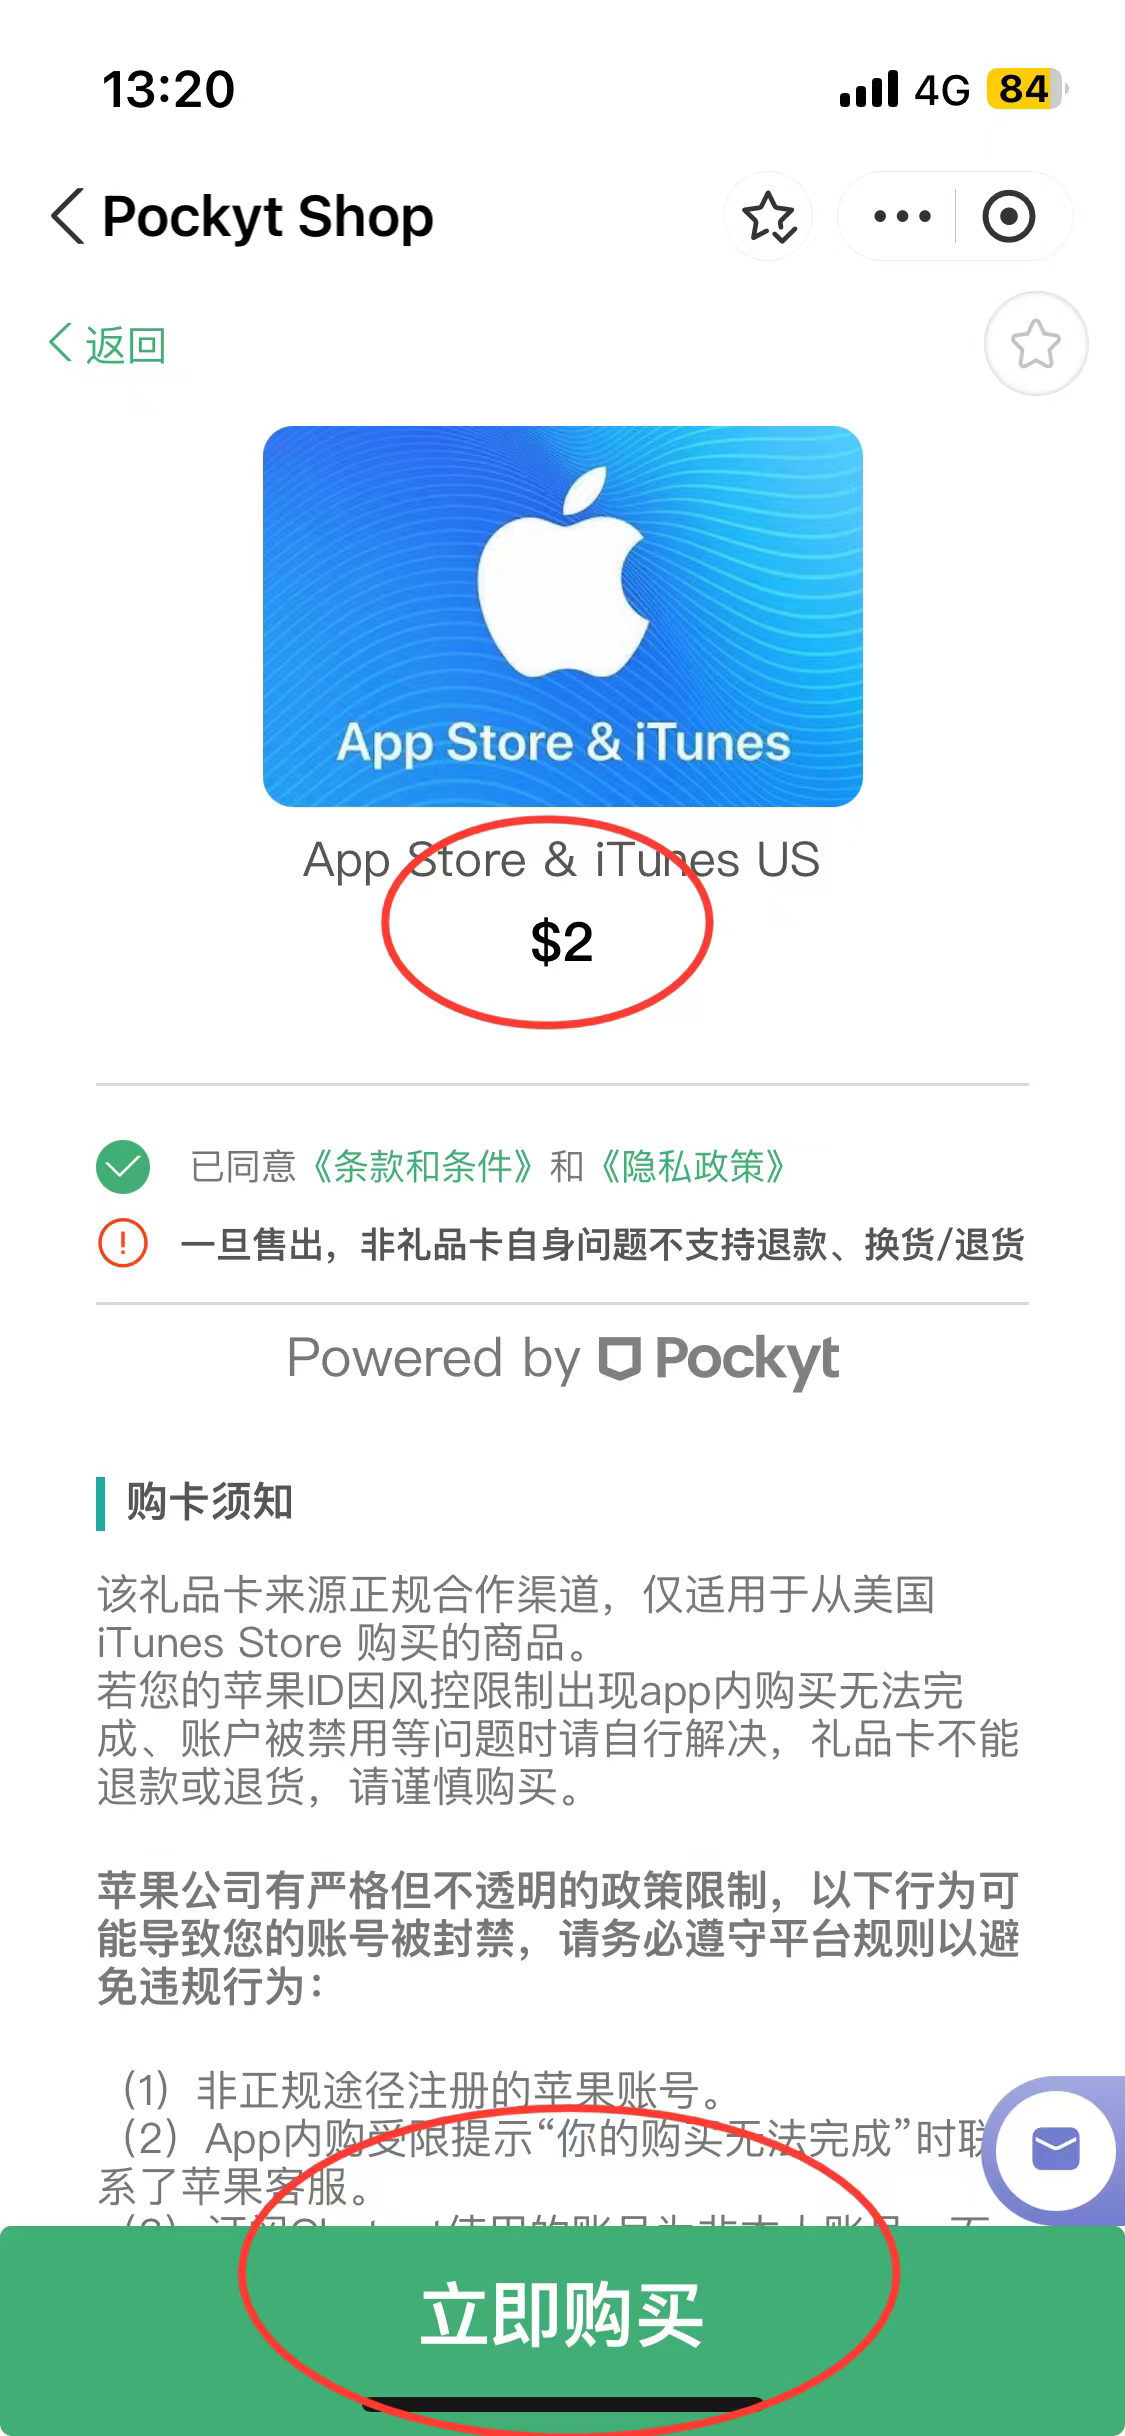 13:20
4G 84
Pockyt Shop
返回
App Store & iTunes
App Store & iTunes US
$2
已同意《条款和条件》和《隐私政策》
一旦售出，非礼品卡自身问题不支持退款、换货/退货
Powered by Pockyt
购卡须知
该礼品卡来源正规合作渠道，仅适用于从美国
iTunes Store 购买的商品。
若您的苹果ID因风控限制出现app内购买无法完
成、账户被禁用等问题时请自行解决，礼品卡不能
退款或退货，请谨慎购买。
苹果公司有严格但不透明的政策限制，以下行为可
能导致您的账号被封禁，请务必遵守平台规则以避
免违规行为：
（1）非正规途径注册的苹果账号。
（2）App内购受限提示“你的购买无法完成”时联
系了苹果客服。
立即购买